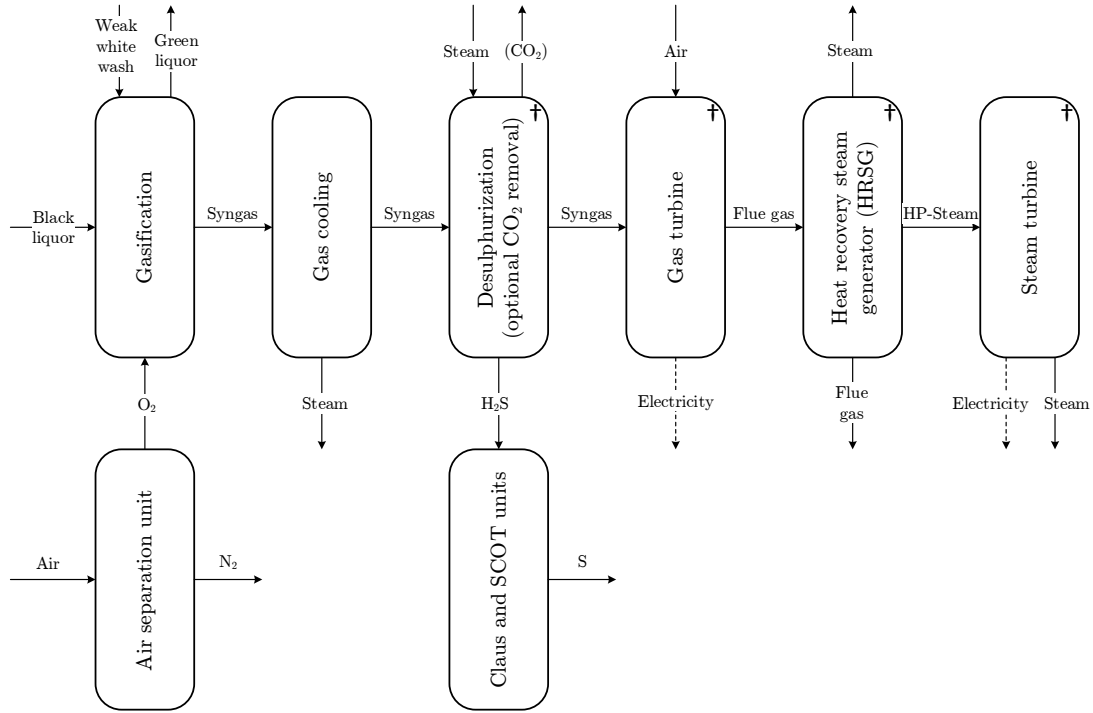 Weak
white
wash
Green
liquor
Steam
(CO₂)
Air
Steam
Black
liquor
Gasification
Syngas
Gas cooling
Syngas
Desulphurization
(optional CO₂ removal)
†
Syngas
Gas turbine
†
Flue gas
Heat recovery steam
generator (HRSG)
†
HP-Steam
Steam turbine
†
O₂
Steam
H₂S
Electricity
Flue
gas
Electricity
Steam
Air
Air separation unit
N₂
Claus and SCOT units
S